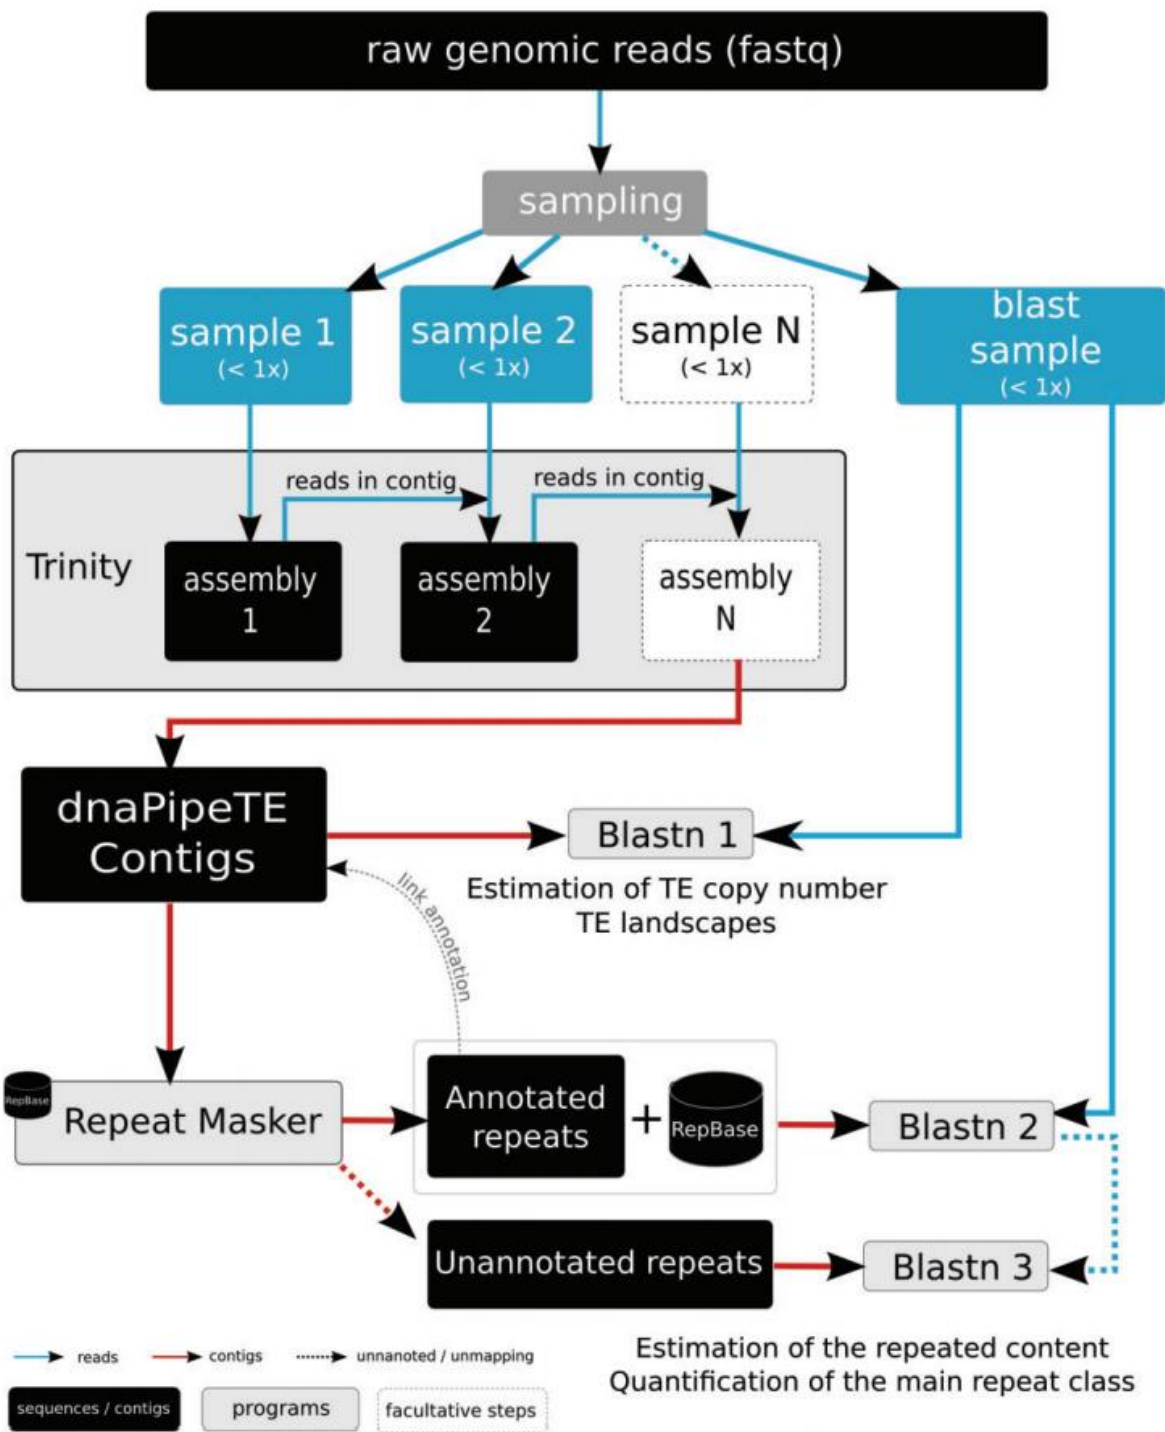 raw genomic reads (fastq)
sampling
sample 1
(< 1x)
sample 2
(< 1x)
sample N
(< 1x)
blast
sample
(< 1x)
reads in contig
reads in contig
Trinity
assembly
1
assembly
2
assembly
N
dnaPipeTE
Contigs
Blastn 1
Estimation of TE copy number
TE landscapes
link annotation
RepBase
Repeat Masker
Annotated
repeats
+
RepBase
Blastn 2
Unannotated repeats
Blastn 3
Estimation of the repeated content
Quantification of the main repeat class
reads
contigs
unnanoted / unmapping
sequences / contigs
programs
facultative steps